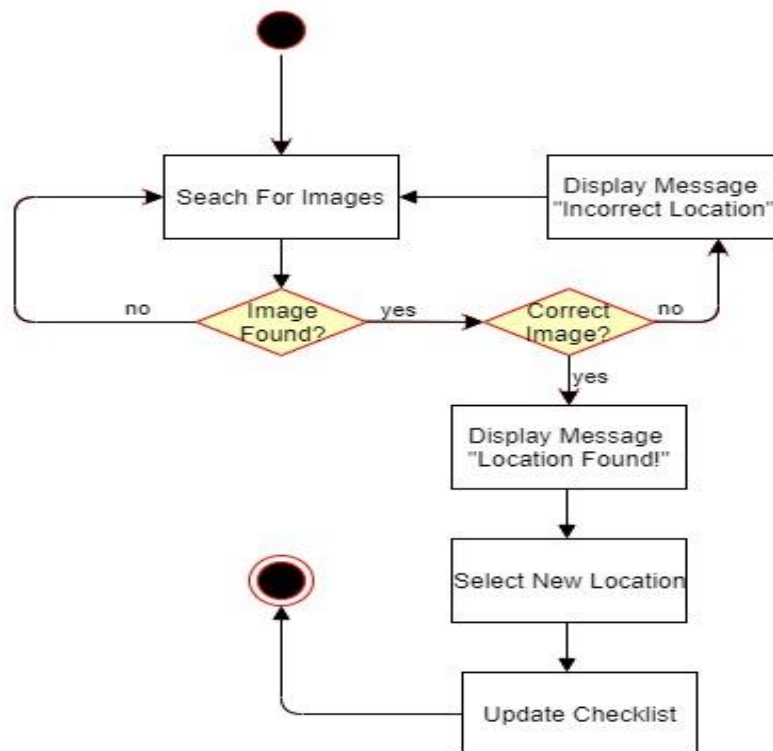 Seach For Images
Display Message
"Incorrect Location"
no
Image
Found?
yes
Correct
Image?
no
yes
Display Message
"Location Found!"
Select New Location
Update Checklist